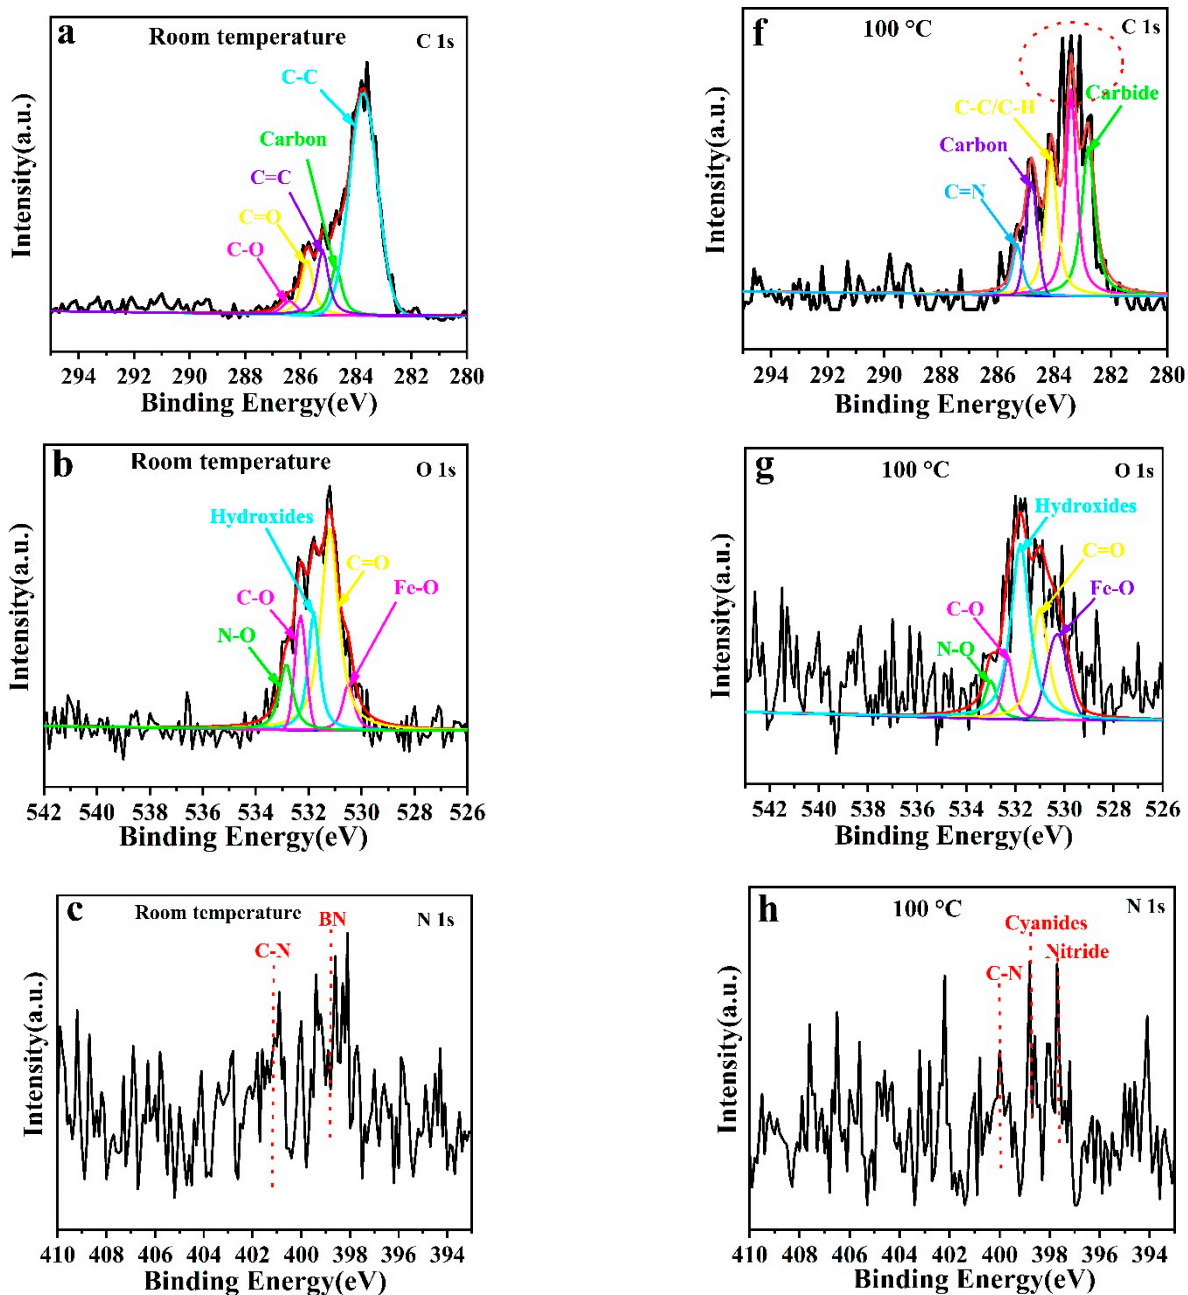 a
Room temperature
C 1s
C-C
Carbon
C=C
C=O
C-O
Intensity(a.u.)
294 292 290 288 286 284 282 280
Binding Energy(eV)
f
100 °C
C 1s
C-C/C-H
Carbide
Carbon
C=N
Intensity(a.u.)
294 292 290 288 286 284 282 280
Binding Energy(eV)
b
Room temperature
O 1s
Hydroxides
C=O
Fe-O
C-O
N-O
Intensity(a.u.)
542 540 538 536 534 532 530 528 526
Binding Energy(eV)
g
100 °C
O 1s
Hydroxides
C=O
Fe-O
C-O
N-O
Intensity(a.u.)
542 540 538 536 534 532 530 528 526
Binding Energy(eV)
c
Room temperature
BN
N 1s
C-N
Intensity(a.u.)
410 408 406 404 402 400 398 396 394
Binding Energy(eV)
h
100 °C
N 1s
Cyanides
Nitride
C-N
Intensity(a.u.)
410 408 406 404 402 400 398 396 394
Binding Energy(eV)